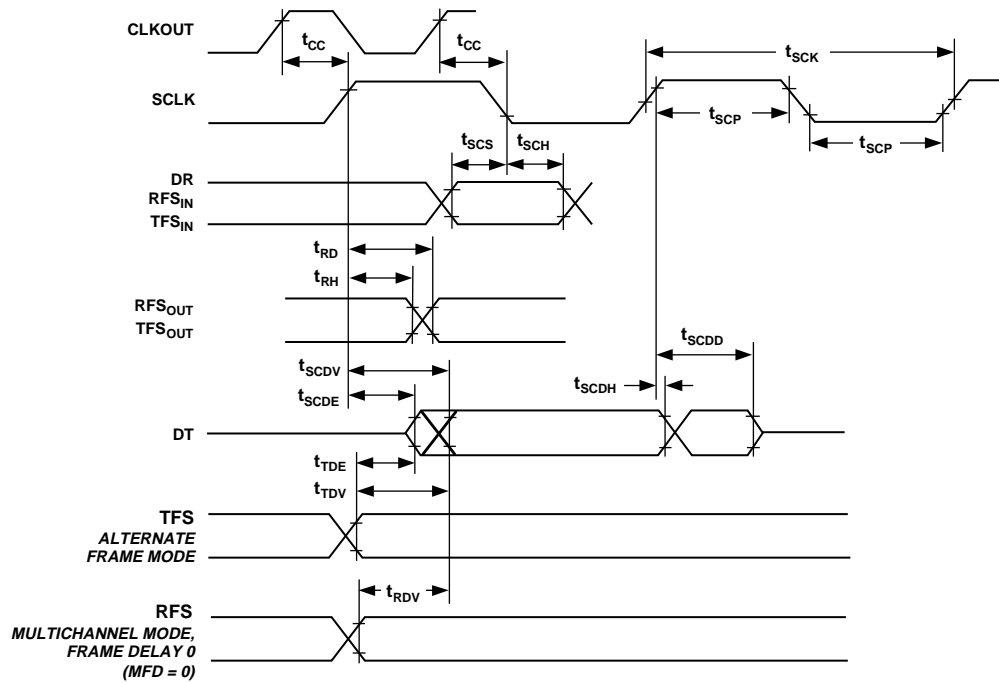 CLKOUT
tCC
tCC
tSCK
SCLK
tSCP
tSCP
tSCS
tSCH
DR
RFSIN
TFSIN
tRD
tRH
RFSOUT
TFSOUT
tSCDD
tSCDV
tSCDH
tSCDE
DT
tTDE
tTDV
TFS
ALTERNATE
FRAME MODE
tRDV
RFS
MULTICHANNEL MODE,
FRAME DELAY 0
(MFD = 0)